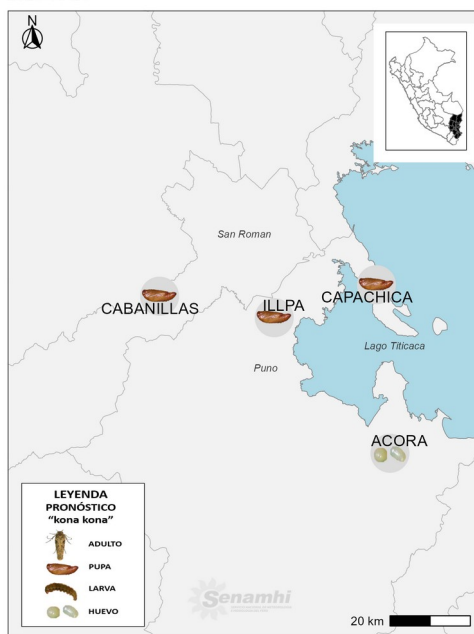 N
San Roman
CABANILLAS
ILLPA
CAPACHICA
Lago Titicaca
Puno
ACORA
LEYENDA
PRONÓSTICO
"kona kona"
ADULTO
PUPA
LARVA
HUEVO
Senamhi
20 km